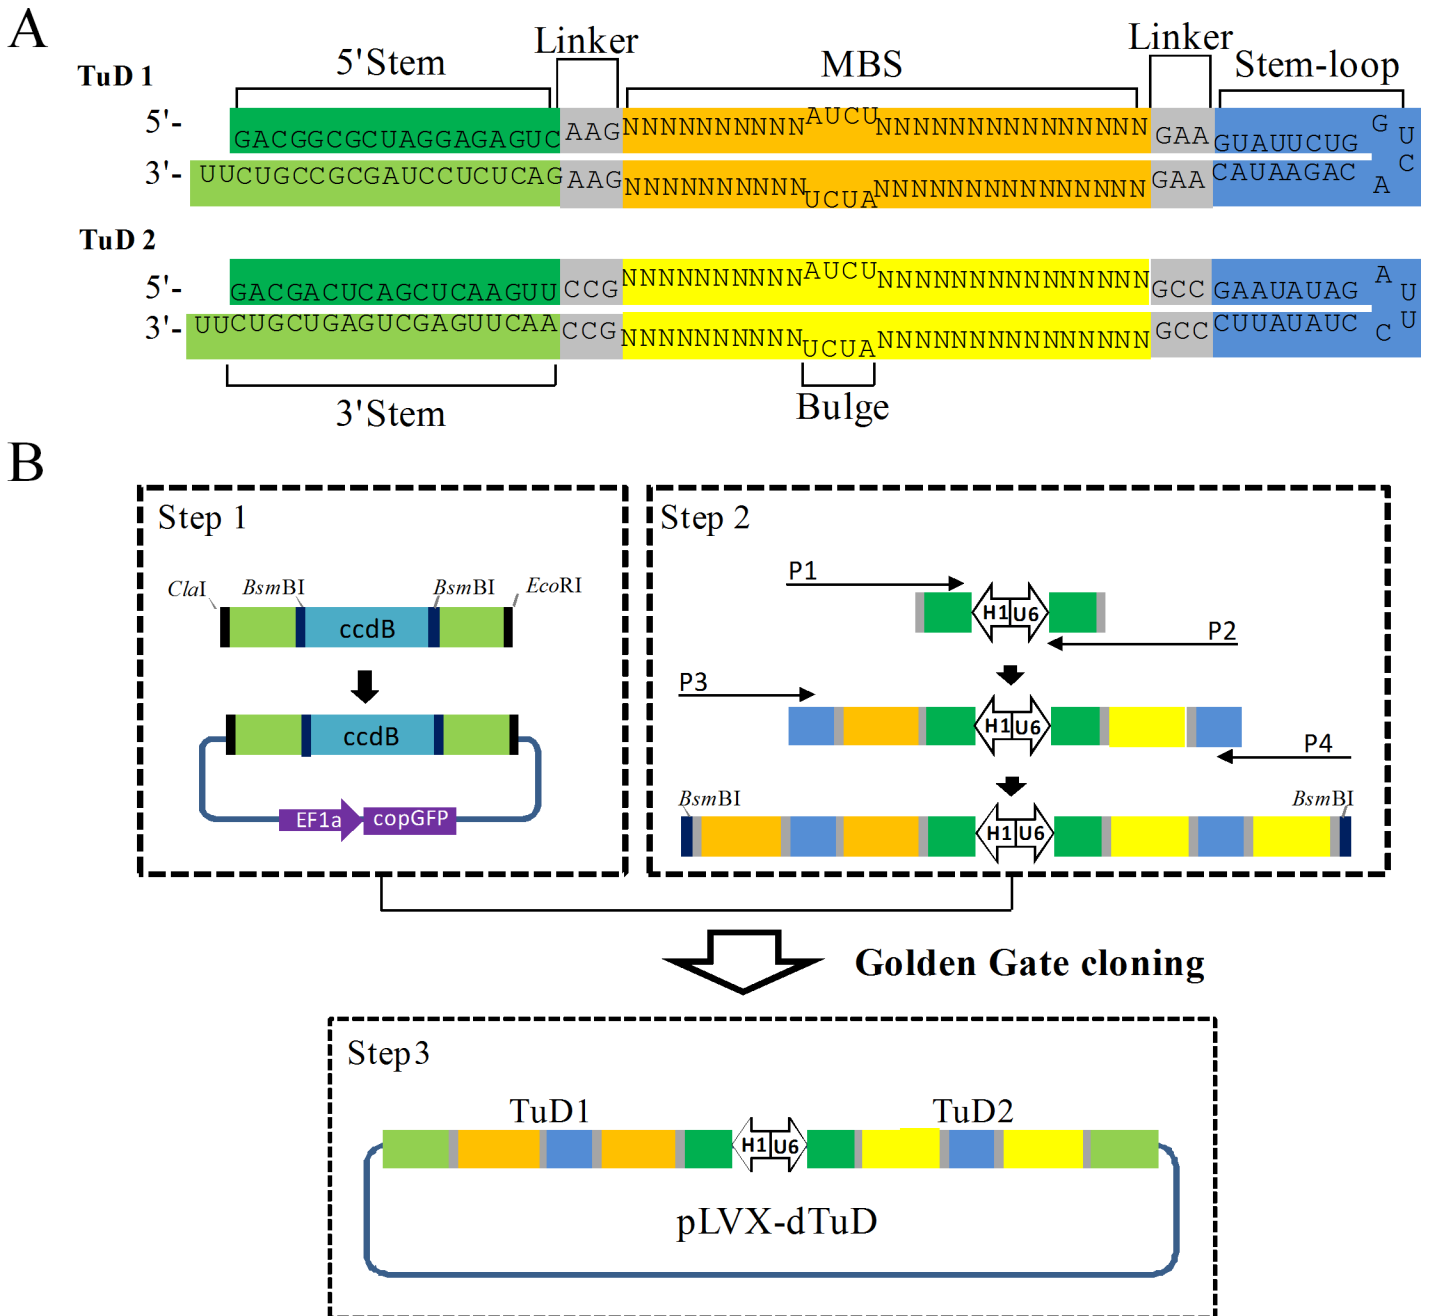 A
Linker
Linker
5'Stem
MBS
Stem-loop
TuD 1
5'-
GACGGCGCUAGGAGAGUC
AAG
NNNNNNNNNN
AUCU
NNNNNNNNNNNNNNN
GAA
GUAUUCUG
G
U
C
A
3'-
UUCUGCCGCGAUCCUCUCAG
AAG
NNNNNNNNNN
UCUA
NNNNNNNNNNNNNNN
GAA
CAUAAGAC
TuD 2
5'-
GACGACUCAGCUCAAGUU
CCG
NNNNNNNNNN
AUCU
NNNNNNNNNNNNNNN
GCC
GAAUAUAG
A
U
U
C
3'-
UUCUGCUGAGUCGAGUUCAA
CCG
NNNNNNNNNN
UCUA
NNNNNNNNNNNNNNN
GCC
CUUAUAUC
3'Stem
Bulge
B
Step 1
ClaI
BsmBI
BsmBI
EcoRI
ccdB
ccdB
EF1a
copGFP
Step 2
P1
H1
U6
P2
P3
H1
U6
P4
BsmBI
BsmBI
H1
U6
Golden Gate cloning
Step3
TuD1
TuD2
H1
U6
pLVX-dTuD